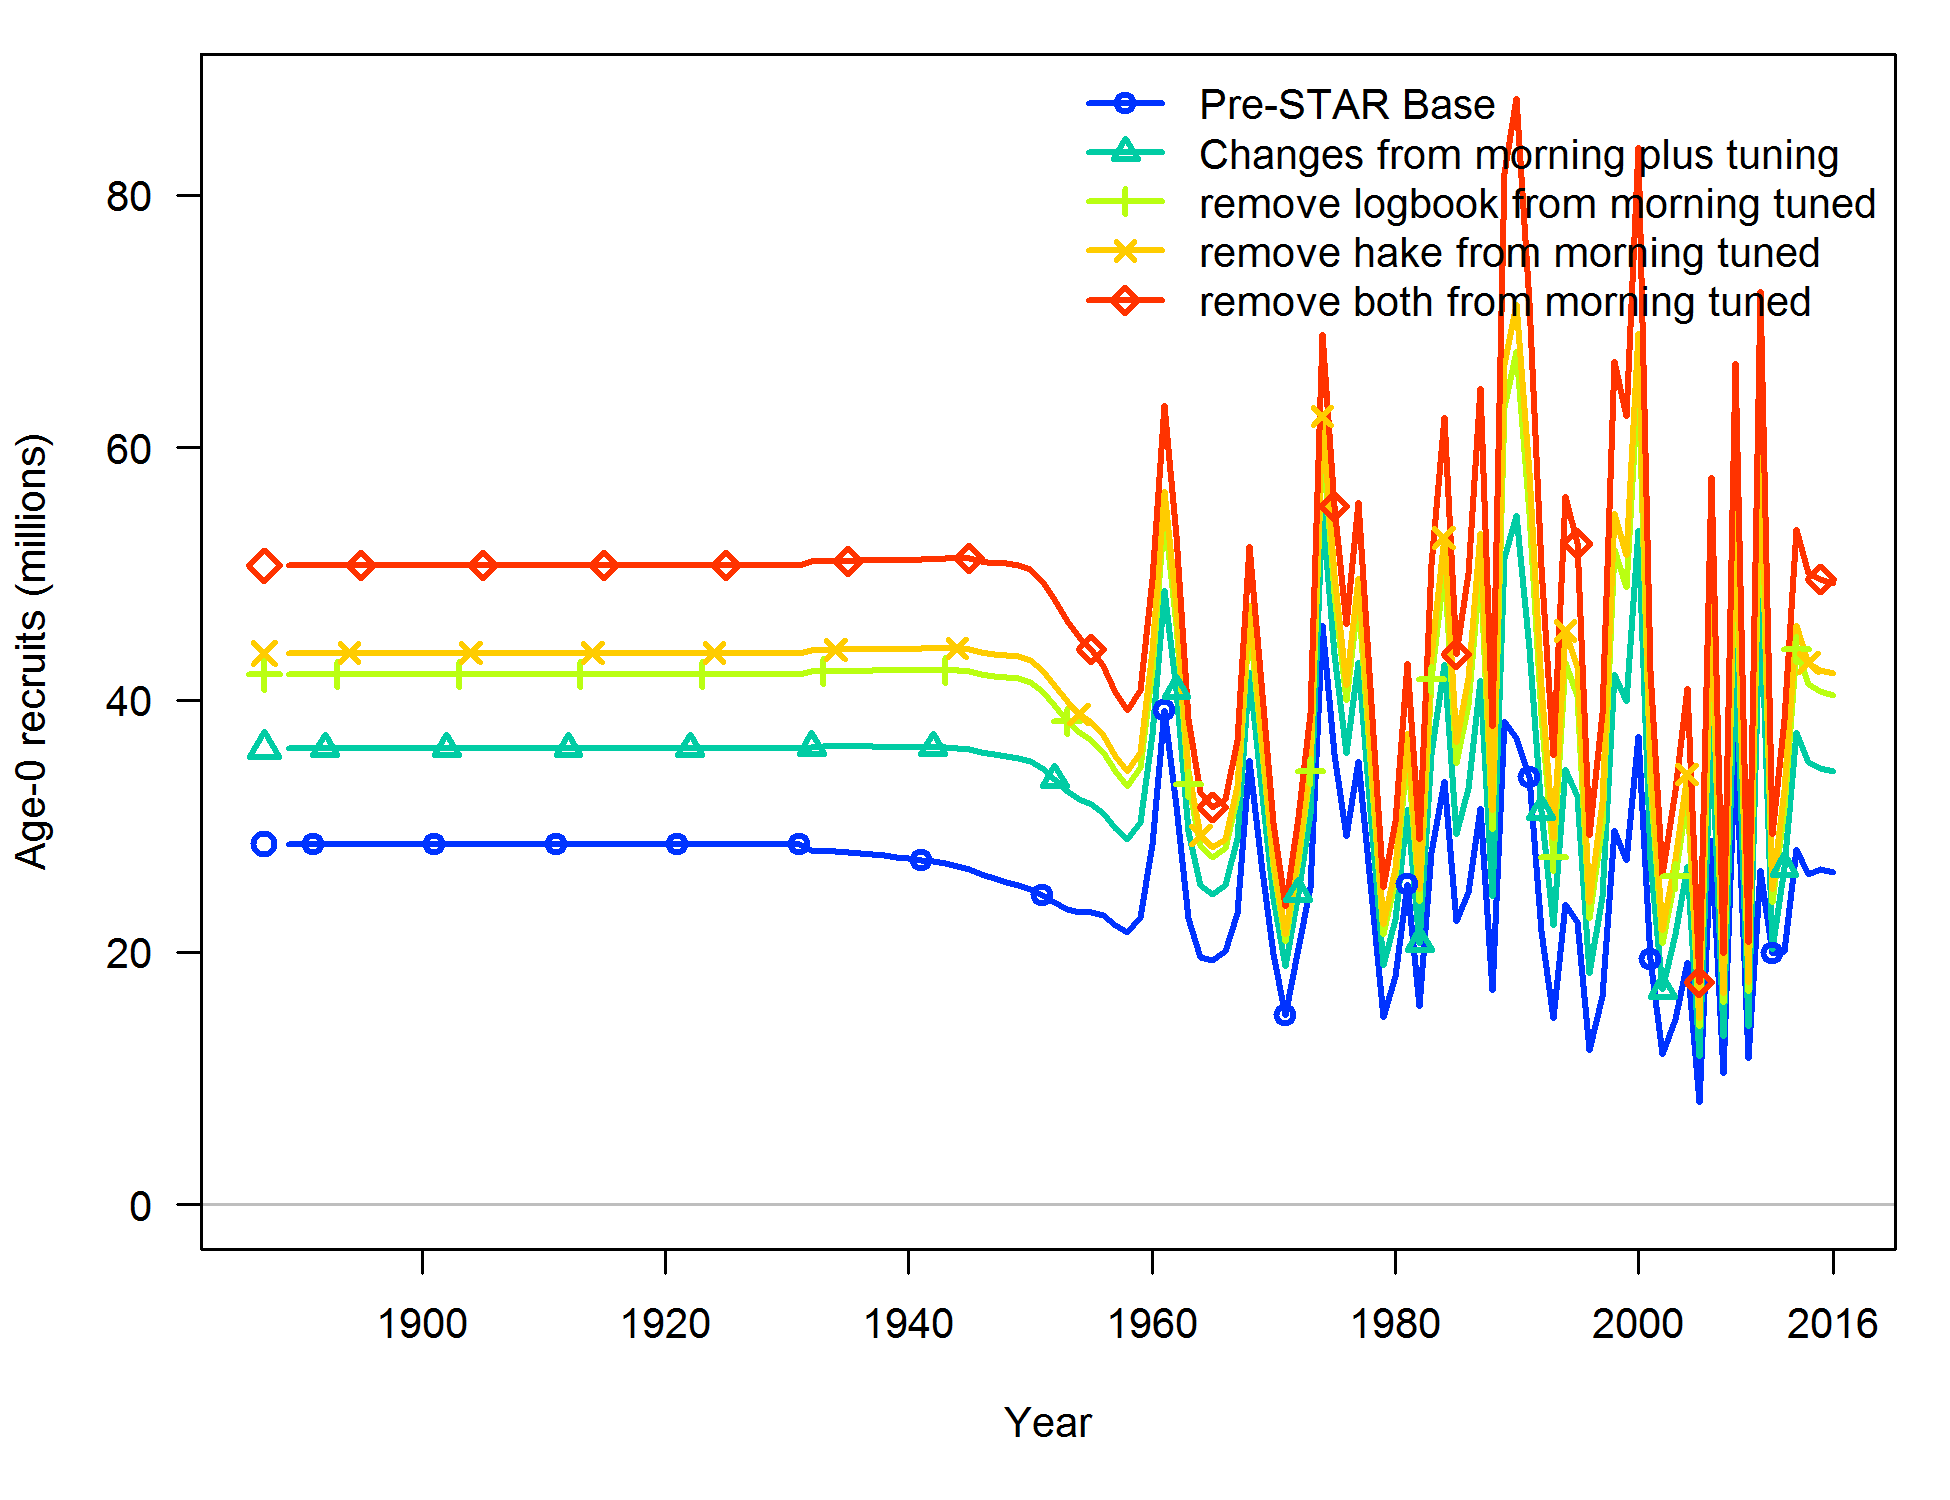 Pre-STAR Base
Changes from morning plus tuning
remove logbook from morning tuned
remove hake from morning tuned
remove both from morning tuned
Age-0 recruits (millions)
80
60
40
20
0
1900 1920 1940 1960 1980 2000 2016
Year